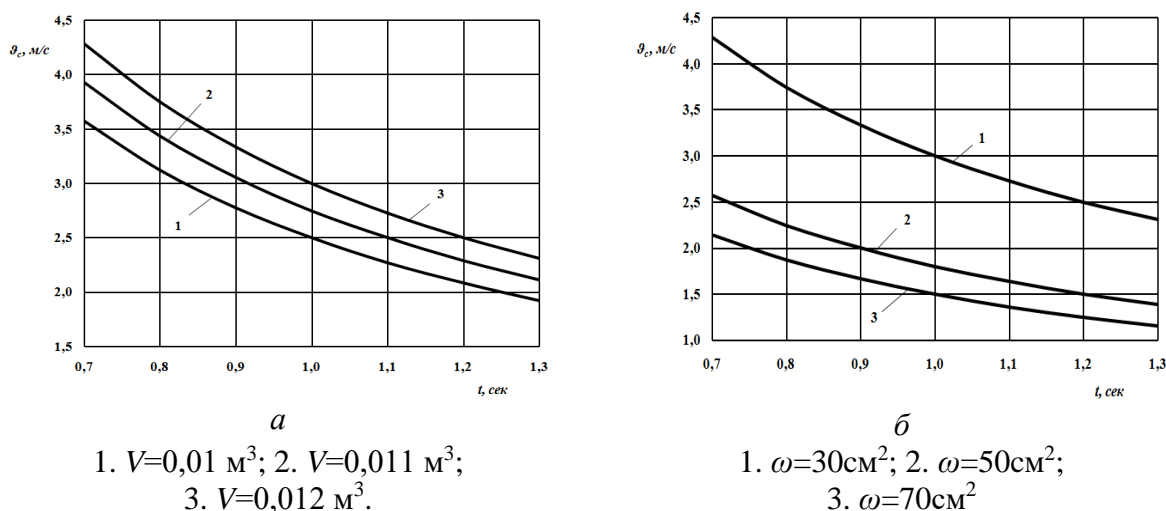 4,5
ϑc, м/с
4,0
3,5
3,0
2,5
2,0
1,5
0,7 0,8 0,9 1,0 1,1 1,2 1,3
t, сек
2
1
3
а
1. V=0,01 м³; 2. V=0,011 м³;
3. V=0,012 м³.
4,5
ϑc, м/с
4,0
3,5
3,0
2,5
2,0
1,5
1,0
0,7 0,8 0,9 1,0 1,1 1,2 1,3
t, сек
1
2
3
б
1. ω=30см²; 2. ω=50см²;
3. ω=70см²